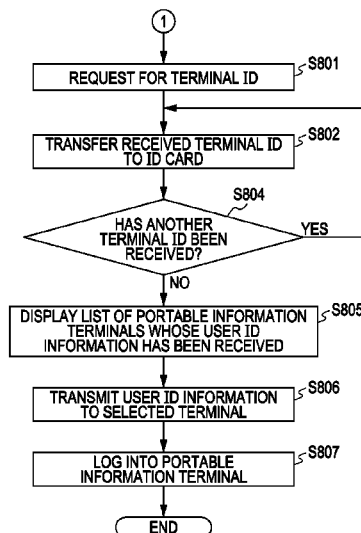 1
REQUEST FOR TERMINAL ID
S801
TRANSFER RECEIVED TERMINAL ID
TO ID CARD
S802
HAS ANOTHER
TERMINAL ID BEEN
RECEIVED?
S804
YES
NO
DISPLAY LIST OF PORTABLE INFORMATION
TERMINALS WHOSE USER ID
INFORMATION HAS BEEN RECEIVED
S805
TRANSMIT USER ID INFORMATION
TO SELECTED TERMINAL
S806
LOG INTO PORTABLE
INFORMATION TERMINAL
S807
END